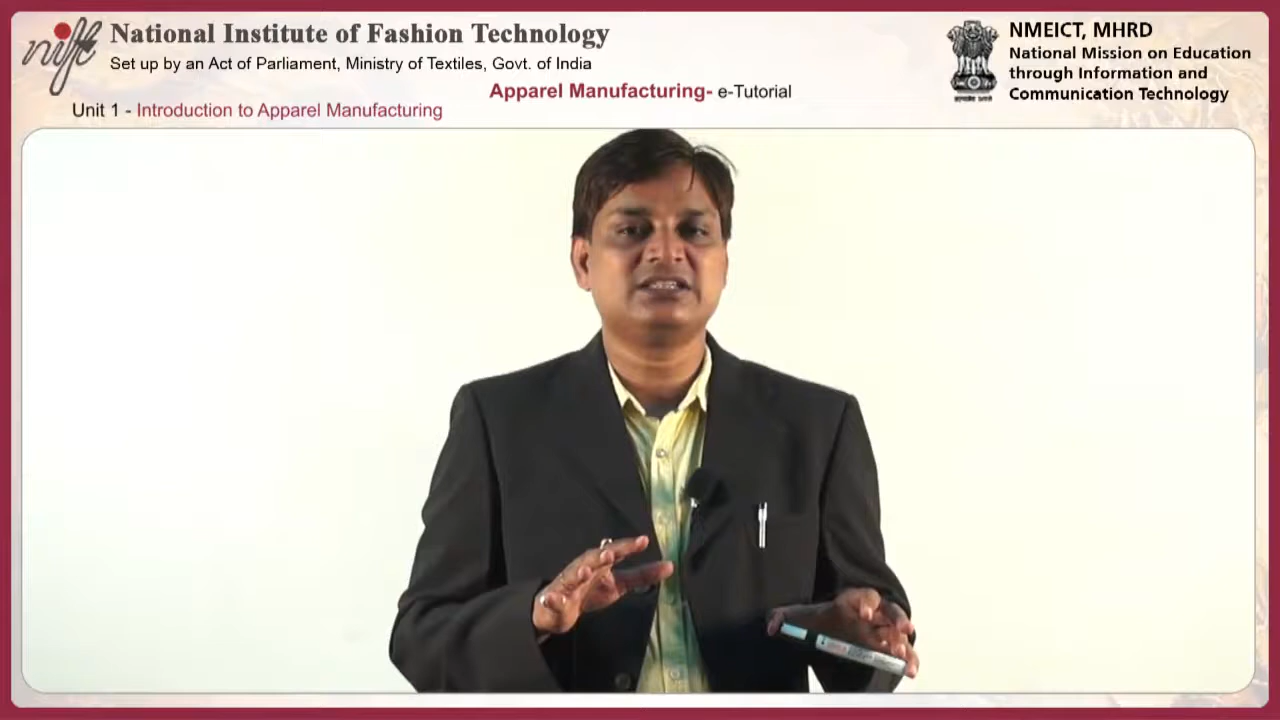 nift
National Institute of Fashion Technology
Set up by an Act of Parliament, Ministry of Textiles, Govt. of India
Apparel Manufacturing- e-Tutorial
Unit 1 - Introduction to Apparel Manufacturing
NMEICT, MHRD
National Mission on Education
through Information and
Communication Technology